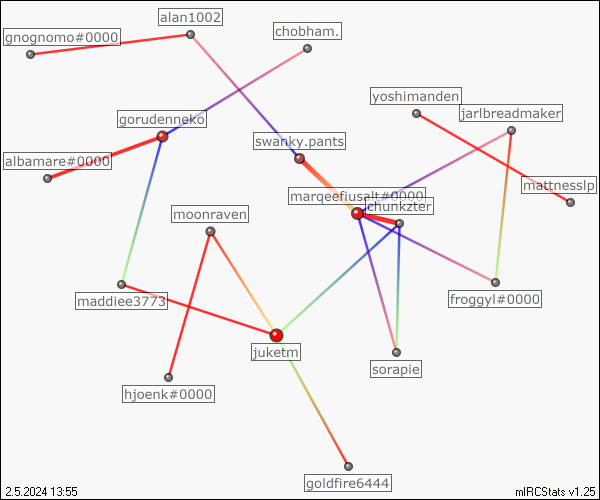 alan1002
gnognomo#0000
chobham.
yoshimanden
jarlbreadmaker
gorudenneko
swanky.pants
albamare#0000
mattnesslp
marqeefiusalt#0000
chunkzter
moonraven
maddiee3773
froggyl#0000
juketm
sorapie
hjoenk#0000
goldfire6444
2.5.2024 13:55
mIRCStats v1.25